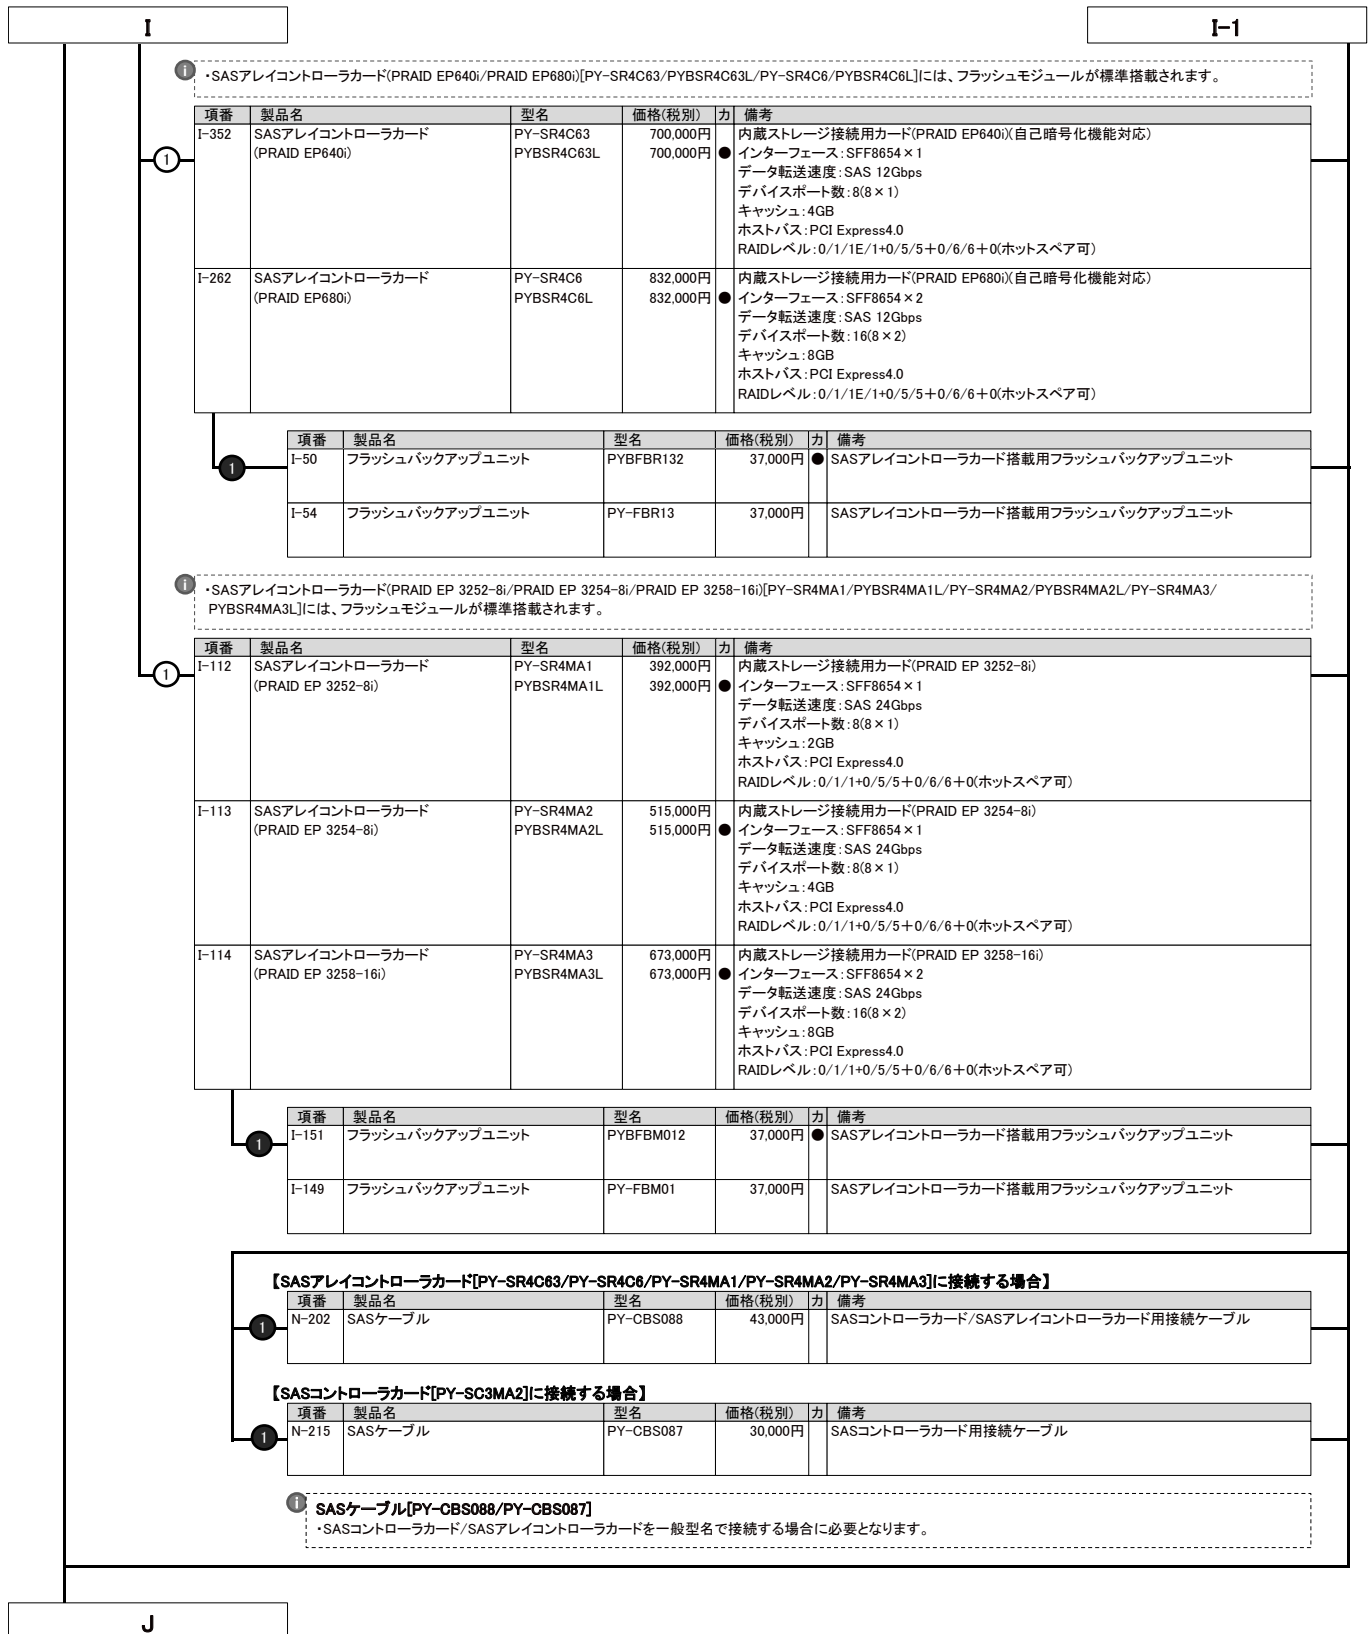 I
I-1
・SASアレイコントローラカード(PRAID EP640i/PRAID EP680i)[PY-SR4C63/PYBSR4C63L/PY-SR4C6/PYBSR4C6L]には、フラッシュモジュールが標準搭載されます。
項番 製品名 型名 価格(税別) カ 備考
I-352 SASアレイコントローラカード PY-SR4C63 700,000円 内蔵ストレージ接続用カード(PRAID EP640i)(自己暗号化機能対応)
1 (PRAID EP640i) PYBSR4C63L 700,000円 ● インターフェース:SFF8654×1
データ転送速度:SAS 12Gbps
デバイスポート数:8(8×1)
キャッシュ:4GB
ホストバス:PCI Express4.0
RAIDレベル:0/1/1E/1+0/5/5+0/6/6+0(ホットスペア可)
I-262 SASアレイコントローラカード PY-SR4C6 832,000円 内蔵ストレージ接続用カード(PRAID EP680i)(自己暗号化機能対応)
(PRAID EP680i) PYBSR4C6L 832,000円 ● インターフェース:SFF8654×2
データ転送速度:SAS 12Gbps
デバイスポート数:16(8×2)
キャッシュ:8GB
ホストバス:PCI Express4.0
RAIDレベル:0/1/1E/1+0/5/5+0/6/6+0(ホットスペア可)
項番 製品名 型名 価格(税別) カ 備考
1 I-50 フラッシュバックアップユニット PYBFBR132 37,000円 ● SASアレイコントローラカード搭載用フラッシュバックアップユニット
I-54 フラッシュバックアップユニット PY-FBR13 37,000円 SASアレイコントローラカード搭載用フラッシュバックアップユニット
・SASアレイコントローラカード(PRAID EP 3252-8i/PRAID EP 3254-8i/PRAID EP 3258-16i)[PY-SR4MA1/PYBSR4MA1L/PY-SR4MA2/PYBSR4MA2L/PY-SR4MA3/
PYBSR4MA3L]には、フラッシュモジュールが標準搭載されます。
項番 製品名 型名 価格(税別) カ 備考
1 I-112 SASアレイコントローラカード PY-SR4MA1 392,000円 内蔵ストレージ接続用カード(PRAID EP 3252-8i)
(PRAID EP 3252-8i) PYBSR4MA1L 392,000円 ● インターフェース:SFF8654×1
データ転送速度:SAS 24Gbps
デバイスポート数:8(8×1)
キャッシュ:2GB
ホストバス:PCI Express4.0
RAIDレベル:0/1/1+0/5/5+0/6/6+0(ホットスペア可)
I-113 SASアレイコントローラカード PY-SR4MA2 515,000円 内蔵ストレージ接続用カード(PRAID EP 3254-8i)
(PRAID EP 3254-8i) PYBSR4MA2L 515,000円 ● インターフェース:SFF8654×1
データ転送速度:SAS 24Gbps
デバイスポート数:8(8×1)
キャッシュ:4GB
ホストバス:PCI Express4.0
RAIDレベル:0/1/1+0/5/5+0/6/6+0(ホットスペア可)
I-114 SASアレイコントローラカード PY-SR4MA3 673,000円 内蔵ストレージ接続用カード(PRAID EP 3258-16i)
(PRAID EP 3258-16i) PYBSR4MA3L 673,000円 ● インターフェース:SFF8654×2
データ転送速度:SAS 24Gbps
デバイスポート数:16(8×2)
キャッシュ:8GB
ホストバス:PCI Express4.0
RAIDレベル:0/1/1+0/5/5+0/6/6+0(ホットスペア可)
項番 製品名 型名 価格(税別) カ 備考
1 I-151 フラッシュバックアップユニット PYBFBM012 37,000円 ● SASアレイコントローラカード搭載用フラッシュバックアップユニット
I-149 フラッシュバックアップユニット PY-FBM01 37,000円 SASアレイコントローラカード搭載用フラッシュバックアップユニット
【SASアレイコントローラカード[PY-SR4C63/PY-SR4C6/PY-SR4MA1/PY-SR4MA2/PY-SR4MA3]に接続する場合】
項番 製品名 型名 価格(税別) カ 備考
1 N-202 SASケーブル PY-CBS088 43,000円 SASコントローラカード/SASアレイコントローラカード用接続ケーブル
【SASコントローラカード[PY-SC3MA2]に接続する場合】
項番 製品名 型名 価格(税別) カ 備考
1 N-215 SASケーブル PY-CBS087 30,000円 SASコントローラカード用接続ケーブル
SASケーブル[PY-CBS088/PY-CBS087]
・SASコントローラカード/SASアレイコントローラカードを一般型名で接続する場合に必要となります。
J